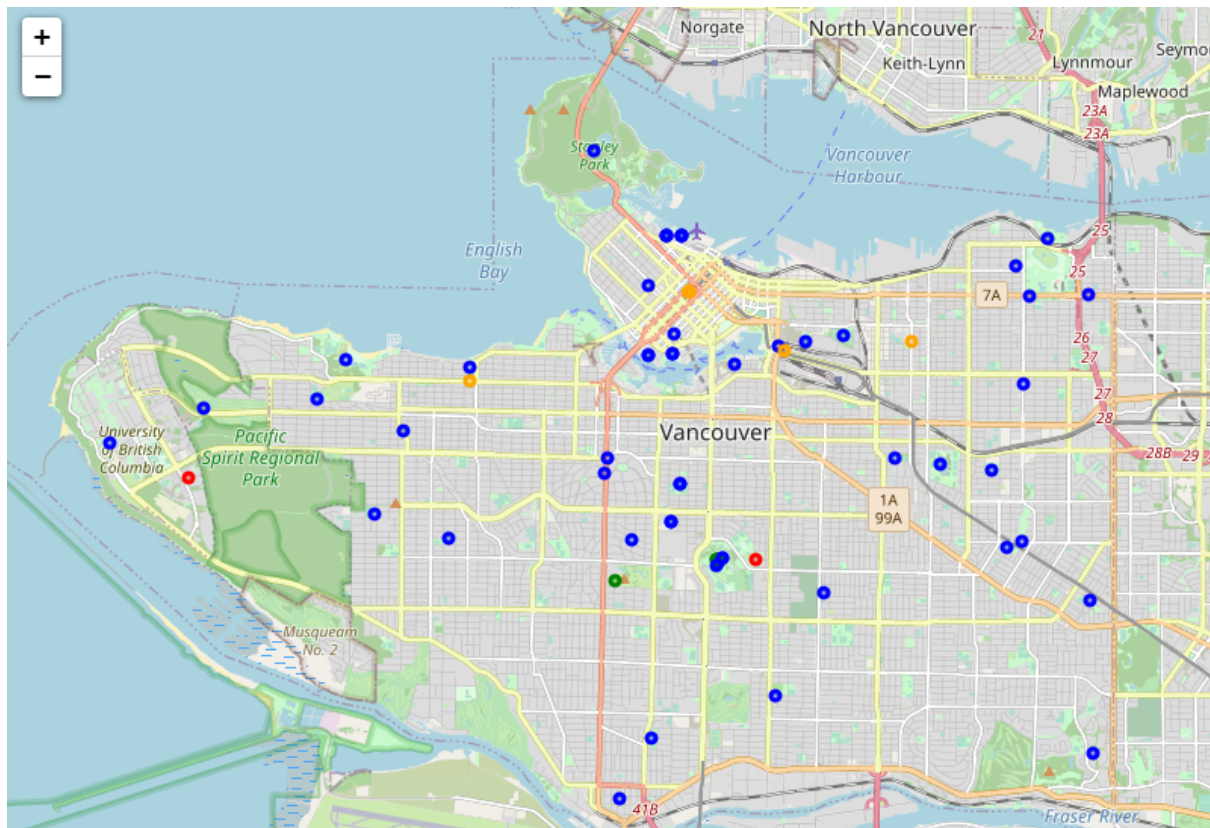 +
−
Norgate
North Vancouver
21
Keith-Lynn
Lynnmour
Seymou
Maplewood
23A
23A
Stanley
Park
Vancouver
Harbour
English
Bay
25
25
7A
26
27
27
28
28B
29
University
of British
Columbia
Pacific
Spirit Regional
Park
Vancouver
1A
99A
Musqueam
No. 2
41B
Fraser River